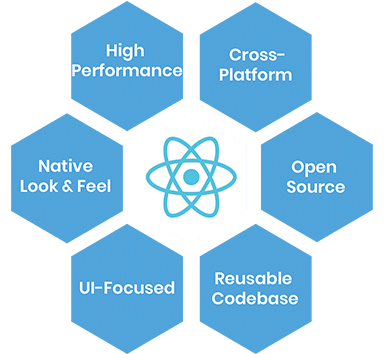 High
Performance
Cross-
Platform
Native
Look & Feel
Open
Source
UI-Focused
Reusable
Codebase